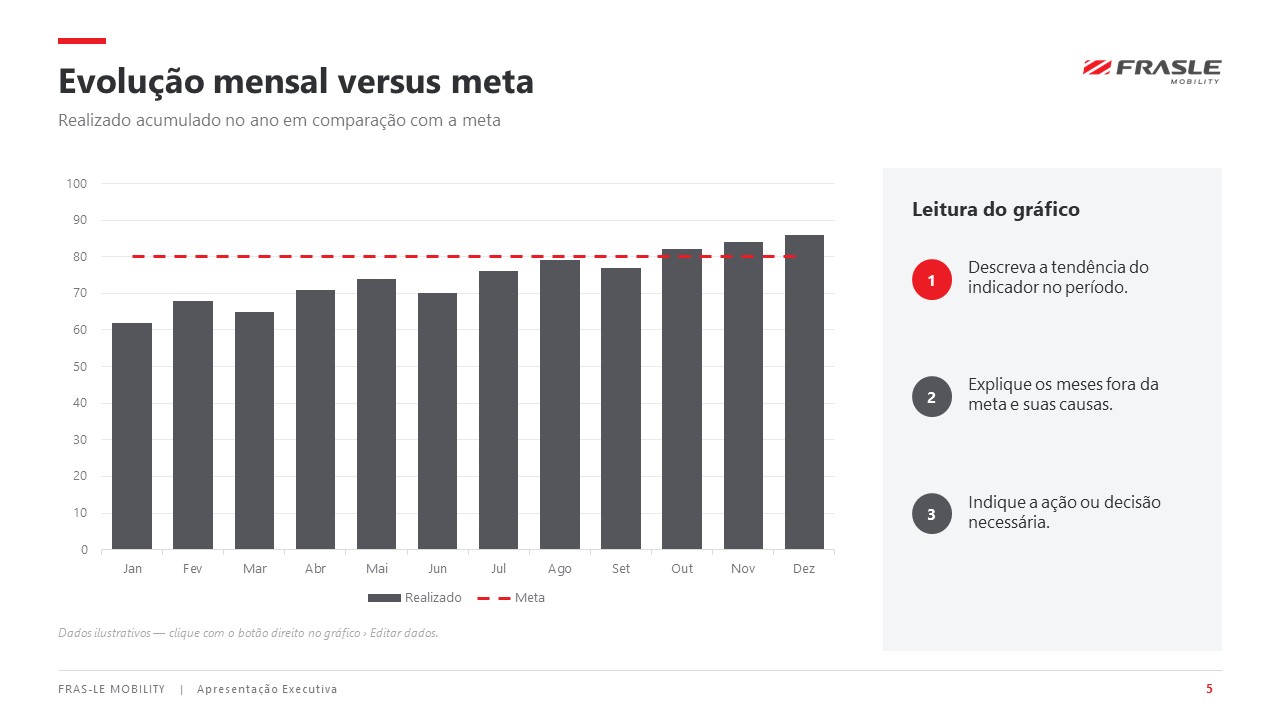 Evolução mensal versus meta
Realizado acumulado no ano em comparação com a meta
FRASLE
MOBILITY
100
90
80
70
60
50
40
30
20
10
0
Jan Fev Mar Abr Mai Jun Jul Ago Set Out Nov Dez
Realizado Meta
Dados ilustrativos — clique com o botão direito no gráfico › Editar dados.
Leitura do gráfico
1
Descreva a tendência do
indicador no período.
2
Explique os meses fora da
meta e suas causas.
3
Indique a ação ou decisão
necessária.
FRAS-LE MOBILITY | Apresentação Executiva
5